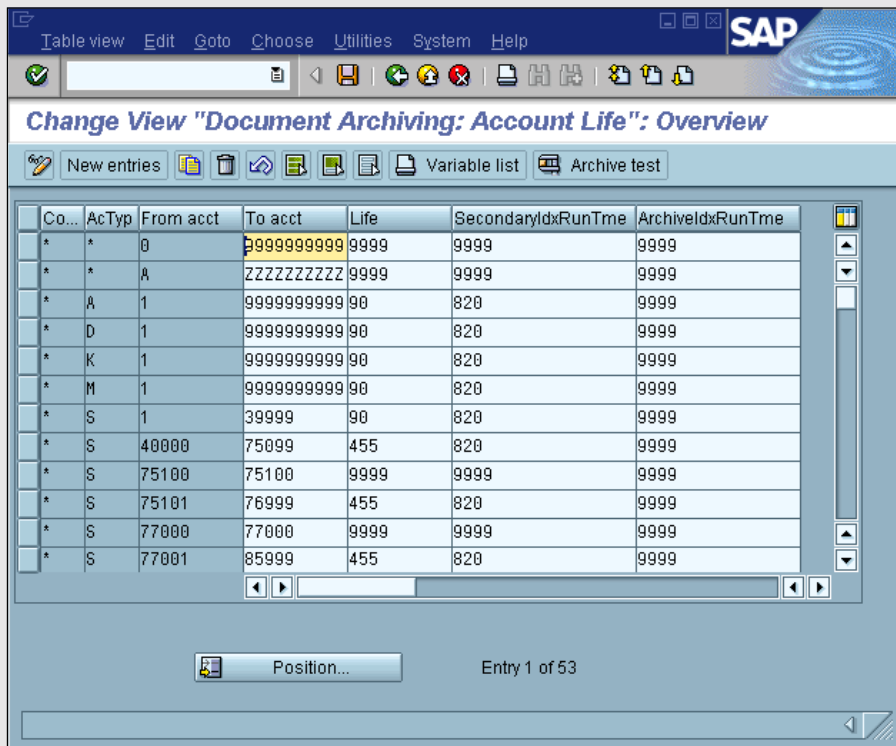 Table view Edit Goto Choose Utilities System Help
SAP
Change View "Document Archiving: Account Life": Overview
New entries Variable list Archive test
Co... AcTyp From acct To acct Life SecondaryIdxRunTme ArchiveIdxRunTme
* * 0 9999999999 9999 9999 9999
* * A ZZZZZZZZZZ 9999 9999 9999
* A 1 9999999999 90 820 9999
* D 1 9999999999 90 820 9999
* K 1 9999999999 90 820 9999
* M 1 9999999999 90 820 9999
* S 1 39999 90 820 9999
* S 40000 75099 455 820 9999
* S 75100 75100 9999 9999 9999
* S 75101 76999 455 820 9999
* S 77000 77000 9999 9999 9999
* S 77001 85999 455 820 9999
Position... Entry 1 of 53